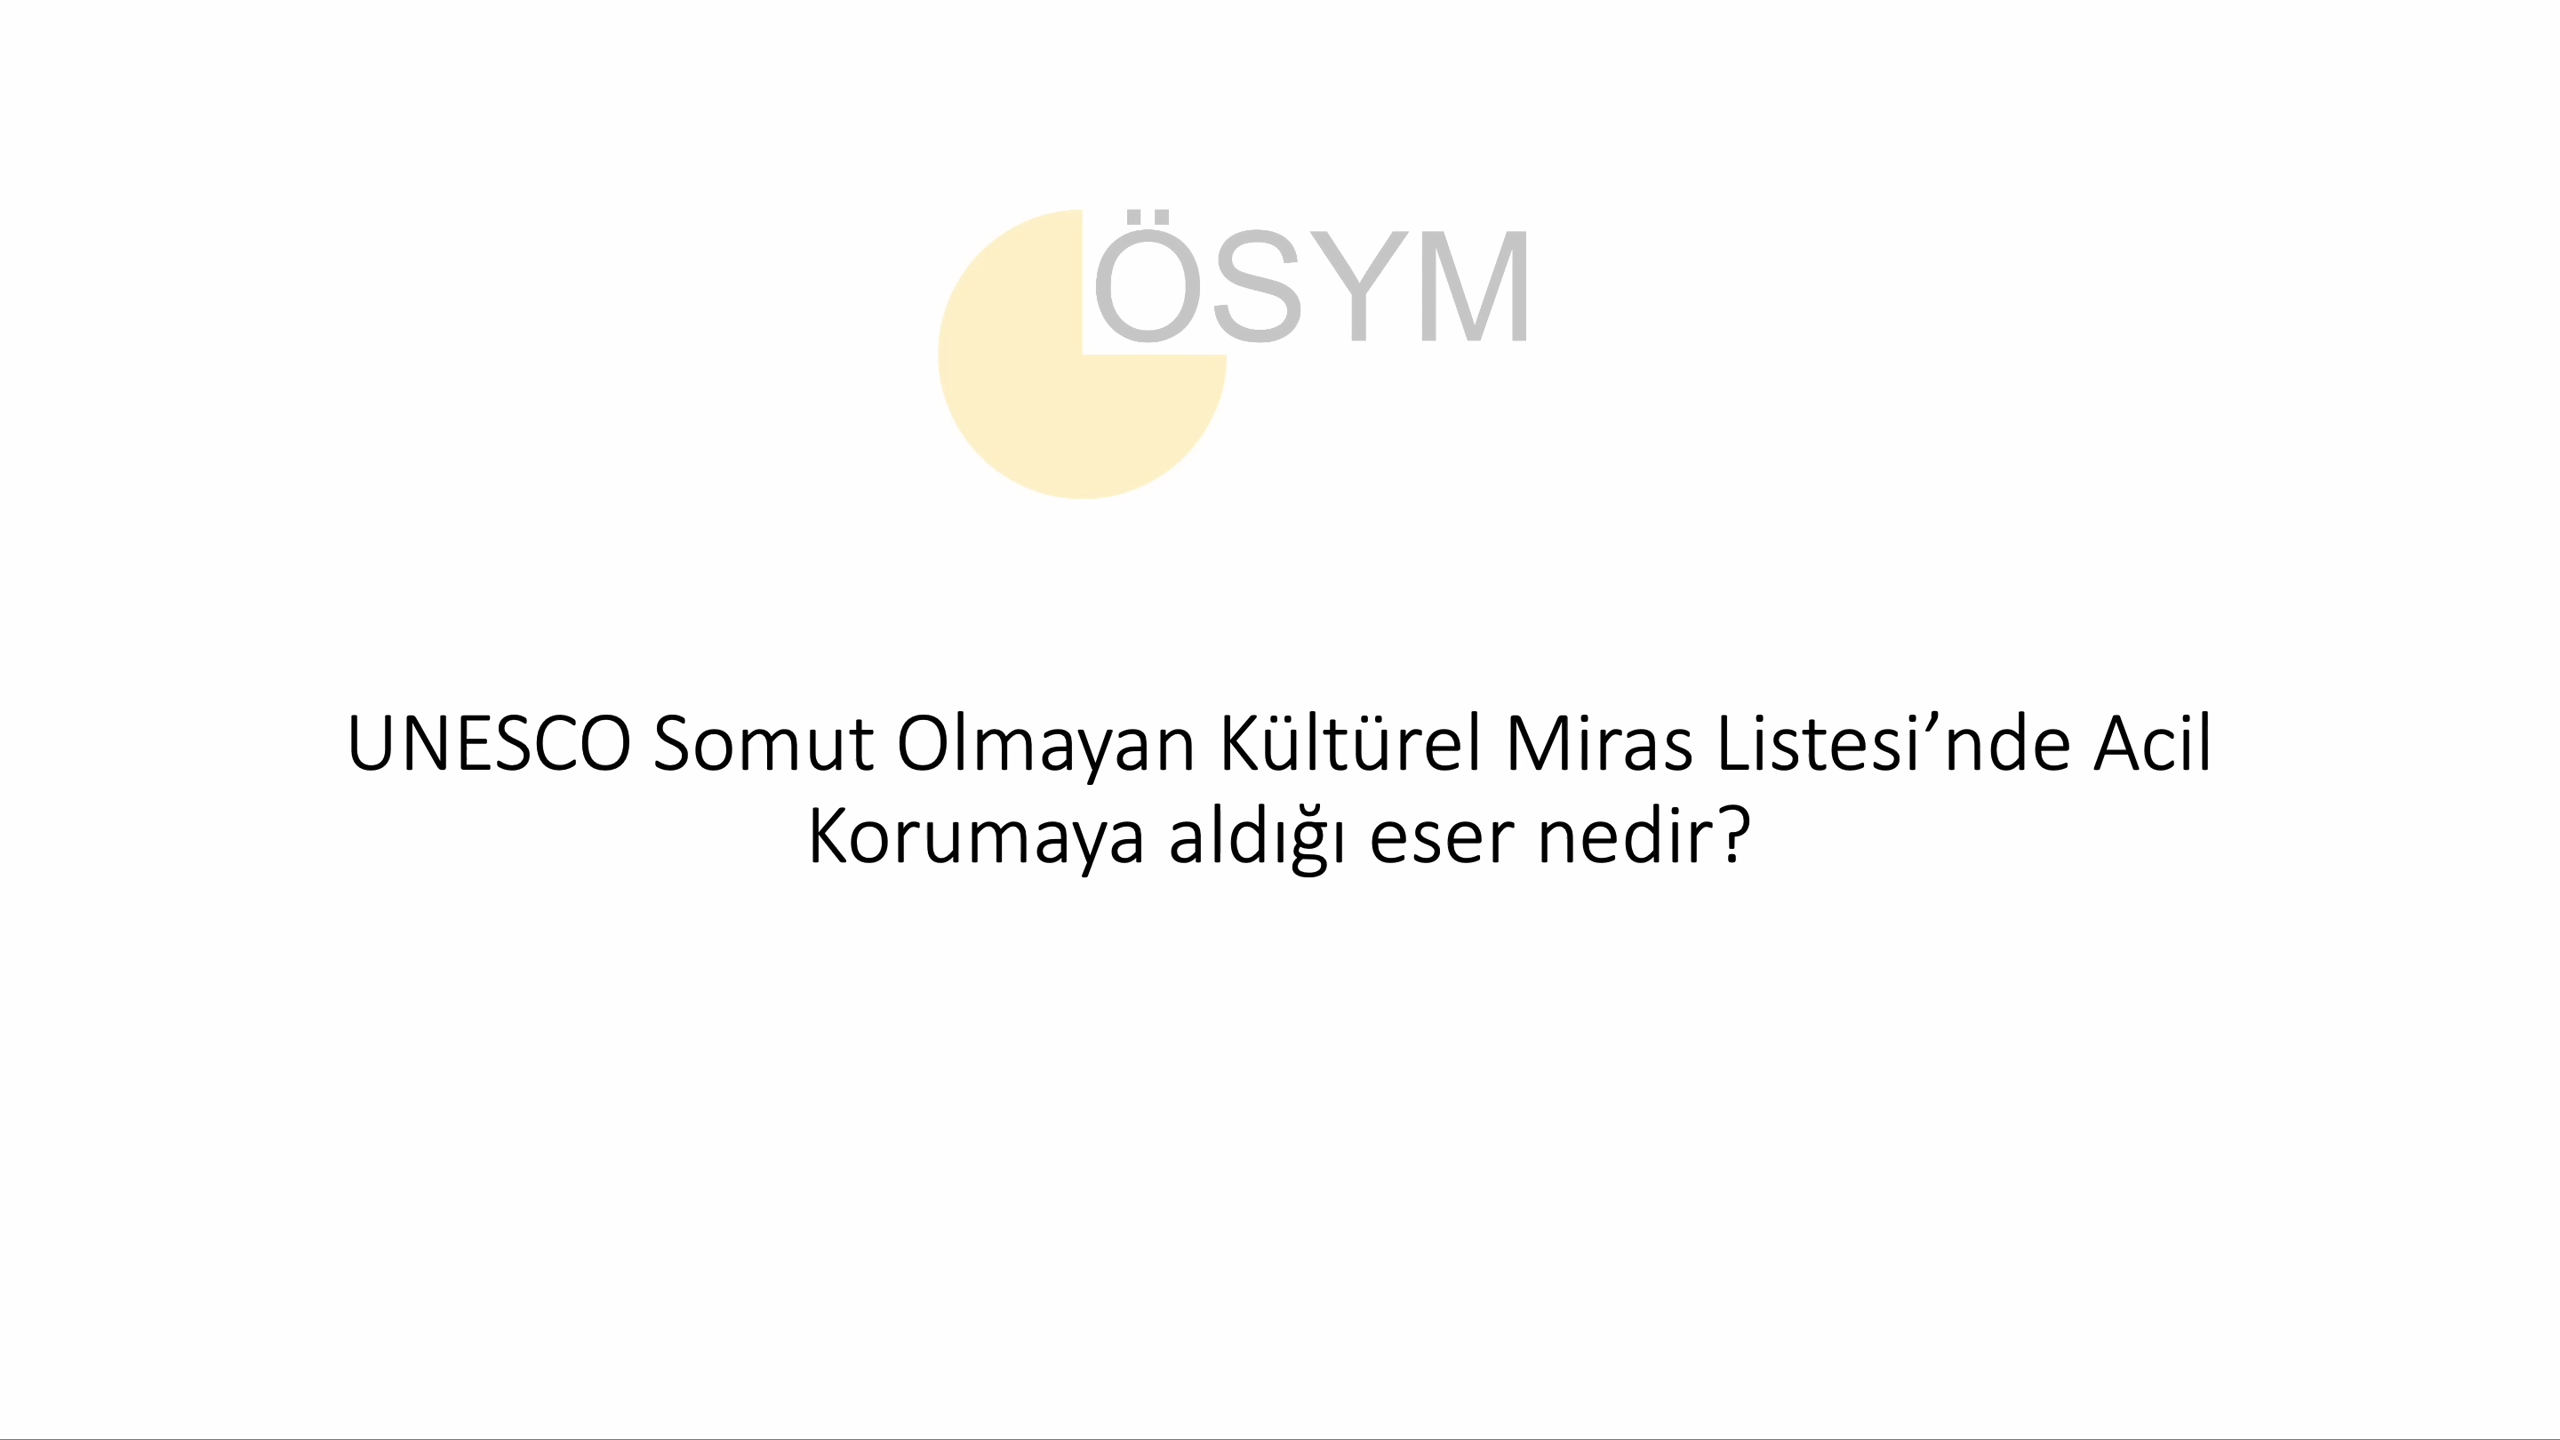 ÖSYM
UNESCO Somut Olmayan Kültürel Miras Listesi’nde Acil
Korumaya aldığı eser nedir?